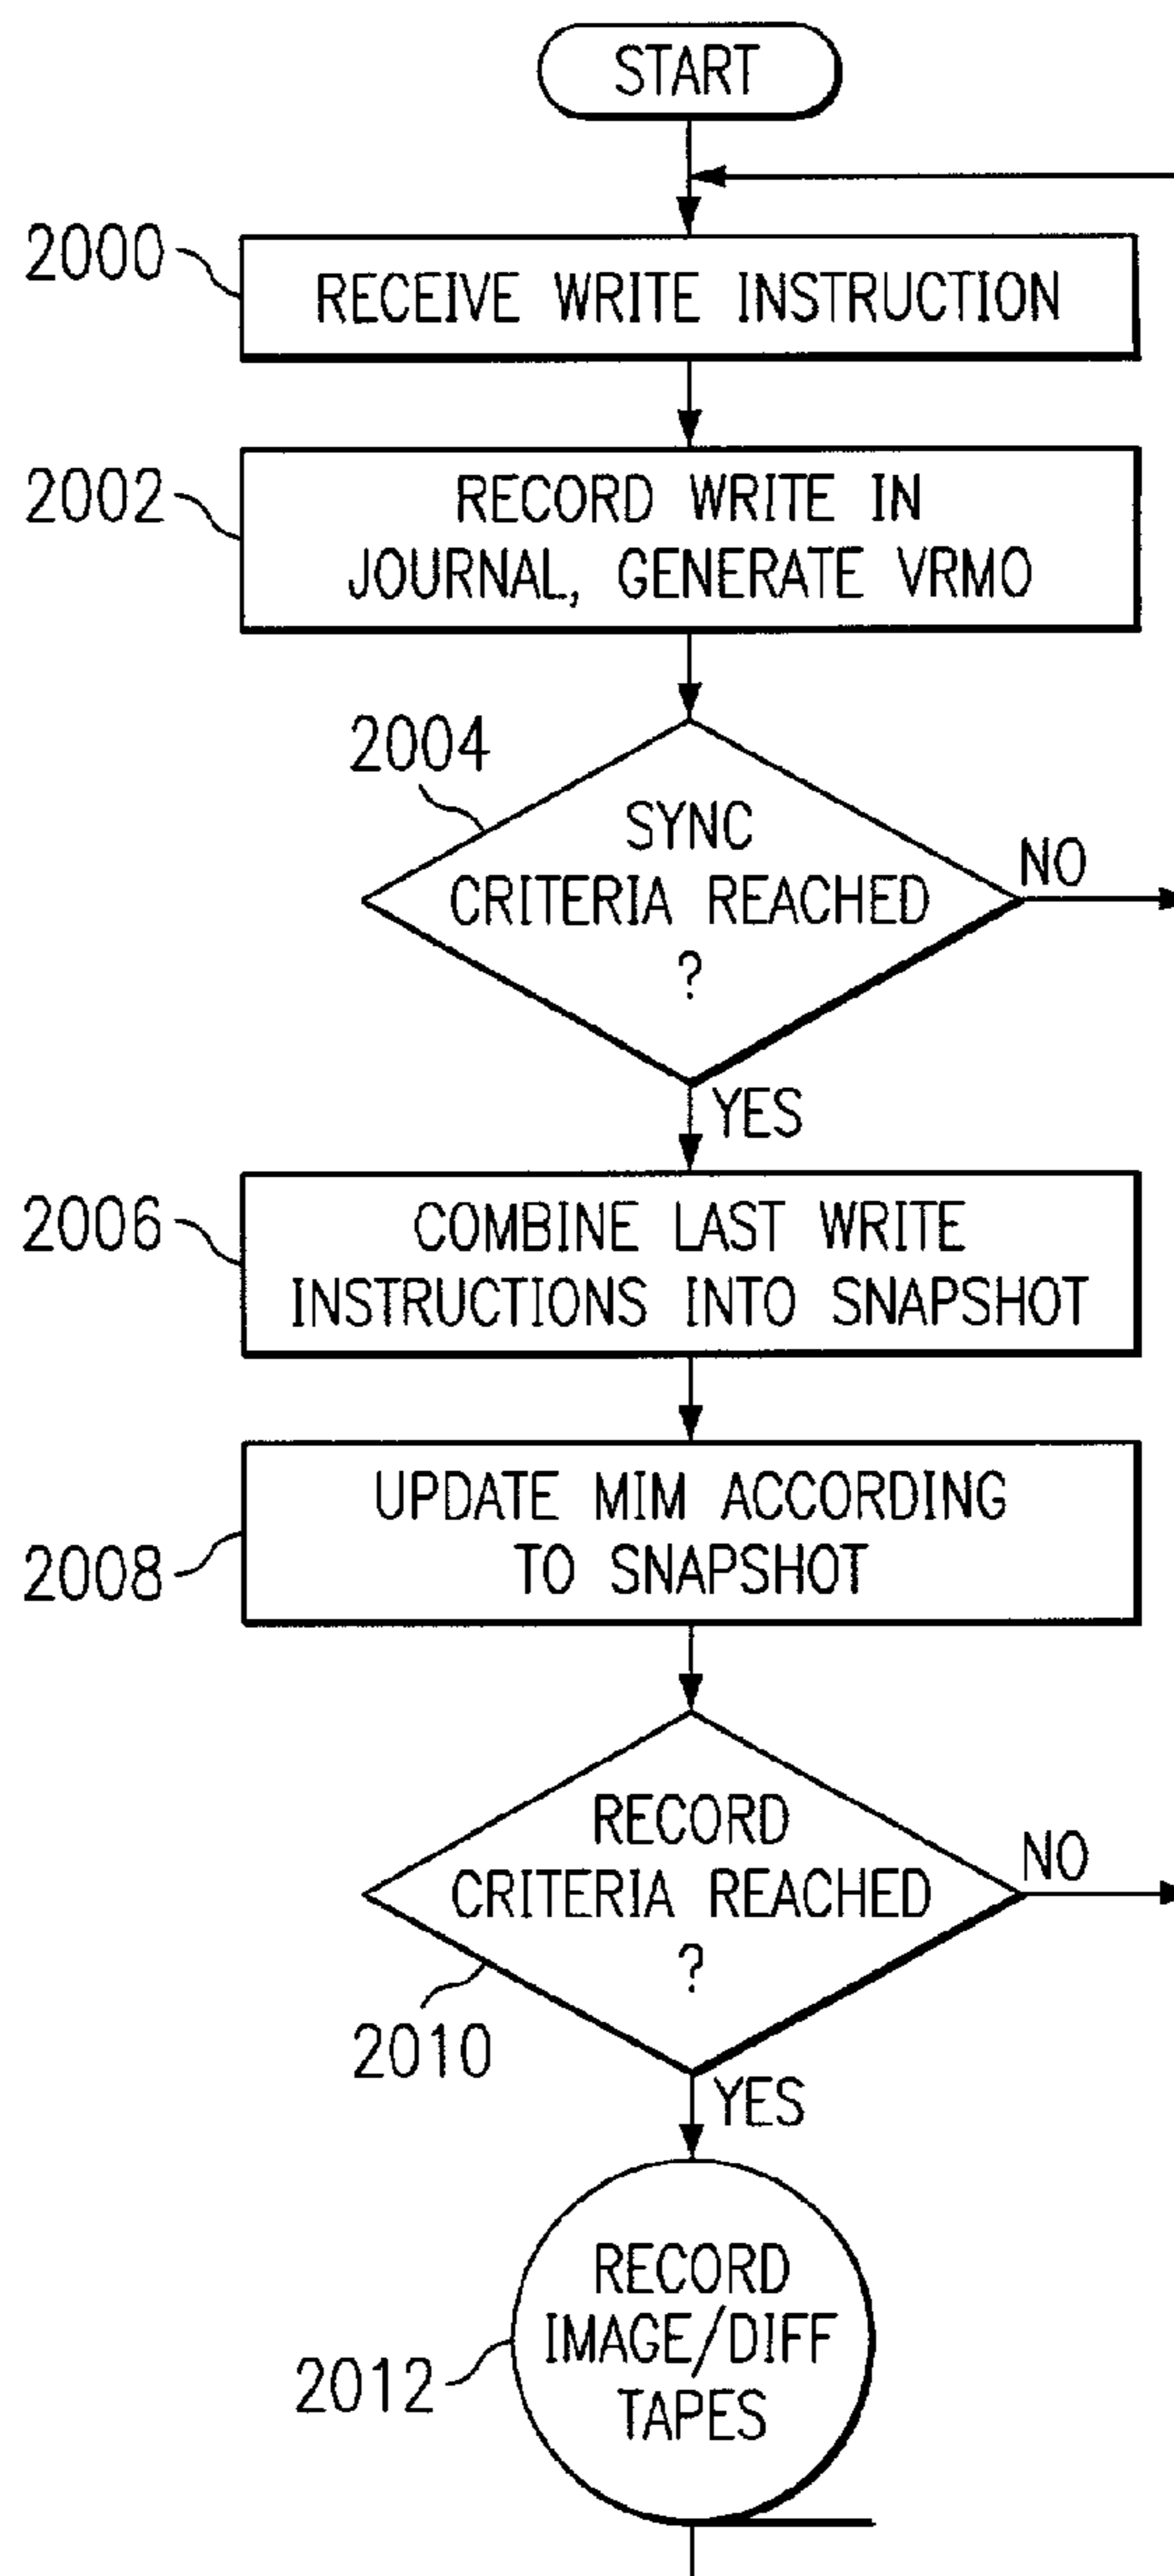 START
2000
RECEIVE WRITE INSTRUCTION
2002
RECORD WRITE IN
JOURNAL, GENERATE VRMO
2004
SYNC
CRITERIA REACHED
?
NO
YES
2006
COMBINE LAST WRITE
INSTRUCTIONS INTO SNAPSHOT
UPDATE MIM ACCORDING
TO SNAPSHOT
2008
RECORD
CRITERIA REACHED
?
NO
2010
YES
RECORD
IMAGE/DIFF
TAPES
2012